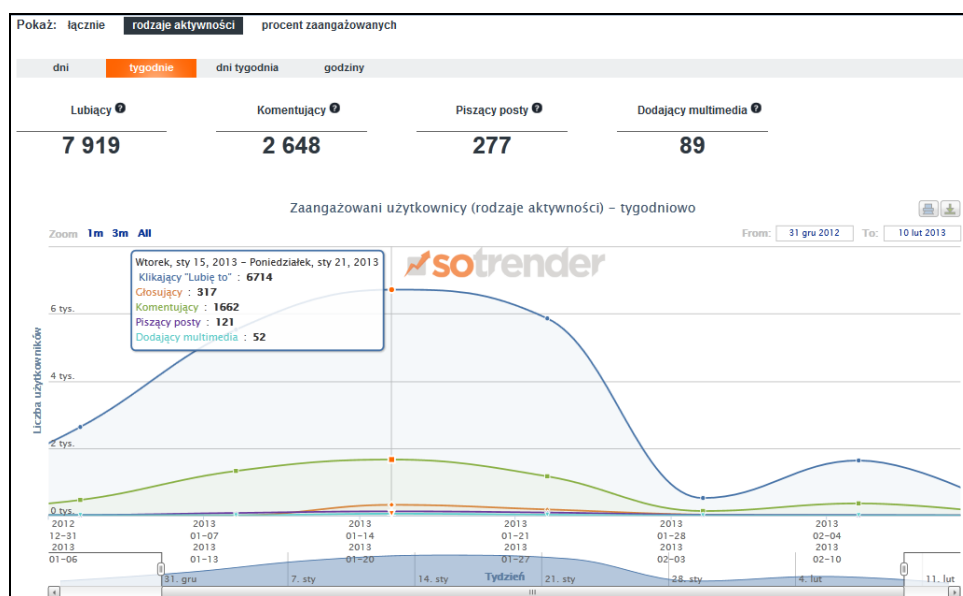 Pokaż: łącznie rodzaje aktywności procent zaangażowanych
dni tygodnie dni tygodnia godziny
Lubiący ? Komentujący ? Piszący posty ? Dodający multimedia ?
7 919 2 648 277 89
Zaangażowani użytkownicy (rodzaje aktywności) – tygodniowo
Zoom 1m 3m All From: 31 gru 2012 To: 10 lut 2013
sotrender
Wtorek, sty 15, 2013 – Poniedziałek, sty 21, 2013
Klikający "Lubię to" : 6714
Głosujący : 317
Komentujący : 1662
Piszący posty : 121
Dodający multimedia : 52
Liczba użytkowników
6 tys.
4 tys.
2 tys.
0 tys.
2012 2013 2013 2013 2013 2013
12–31 01–07 01–14 01–21 01–28 02–04
2013 2013 2013 2013 2013 2013
01–06 01–13 01–20 01–27 02–03 02–10
31. gru 7. sty 14. sty Tydzień 21. sty 28. sty 4. lut 11. lut